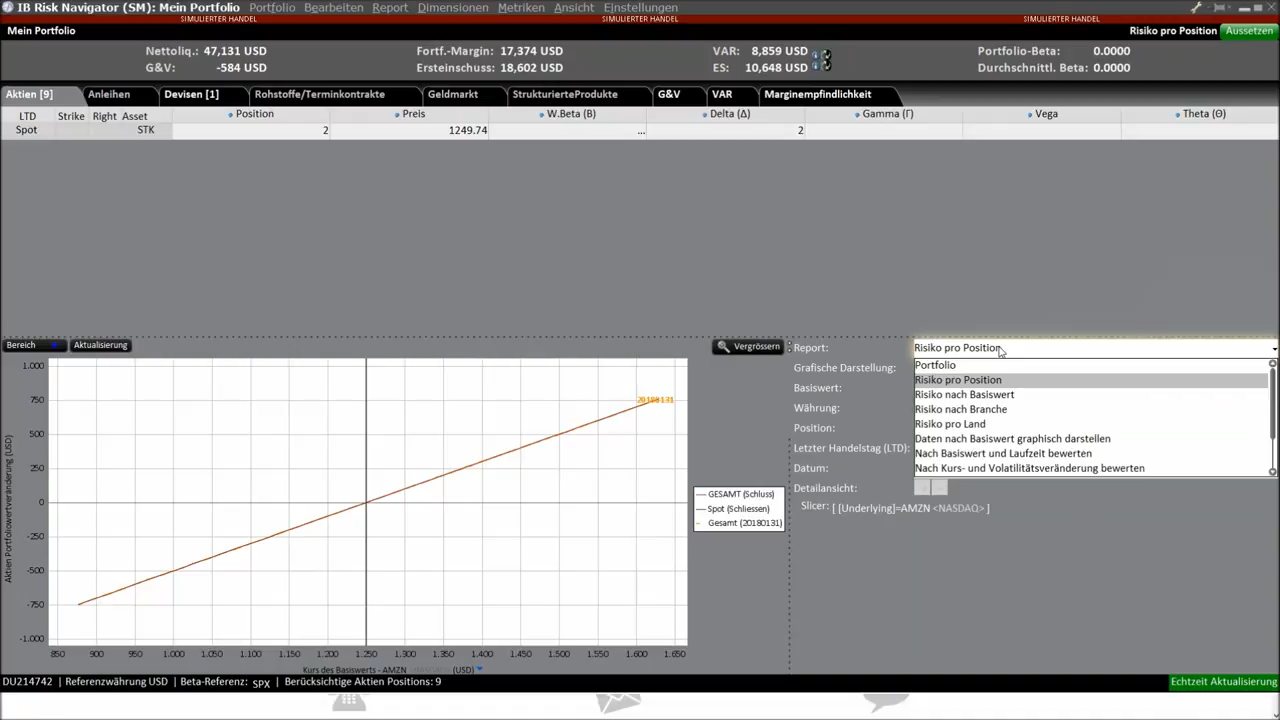 IB Risk Navigator (SM): Mein Portfolio Portfolio Bearbeiten Report Dimensionen Metriken Ansicht Einstellungen
SIMULIERTER HANDEL SIMULIERTER HANDEL SIMULIERTER HANDEL
Mein Portfolio Risiko pro Position Aussetzen
Nettoliq.: 47,131 USD Fortf.-Margin: 17,374 USD VAR: 8,859 USD Portfolio-Beta: 0.0000
G&V: -584 USD Ersteinschuss: 18,602 USD ES: 10,648 USD Durchschnittl. Beta: 0.0000
Aktien [9] Anleihen Devisen [1] Rohstoffe/Terminkontrakte Geldmarkt StrukturierteProdukte G&V VAR Marginempfindlichkeit
LTD Strike Right Asset Position Preis W.Beta (B) Delta (Δ) Gamma (Γ) Vega Theta (Θ)
Spot STK 2 1249.74 ... 2
Bereich Aktualisierung Vergrössern
Report: Risiko pro Position
Grafische Darstellung: Portfolio
Risiko pro Position
Basiswert: Risiko nach Basiswert
Währung: Risiko nach Branche
Position: Risiko pro Land
Daten nach Basiswert graphisch darstellen
Letzter Handelstag (LTD): Nach Basiswert und Laufzeit bewerten
Datum: Nach Kurs- und Volatilitätsveränderung bewerten
Detailansicht:
Slicer: [ [Underlying]=AMZN <NASDAQ> ]
1.000
750
500
250
0
-250
-500
-750
-1.000
Aktien Portfoliowertveränderung (USD)
20180131
GESAMT (Schluss)
Spot (Schliessen)
Gesamt (20180131)
850 900 950 1.000 1.050 1.100 1.150 1.200 1.250 1.300 1.350 1.400 1.450 1.500 1.550 1.600 1.650
Kurs des Basiswerts - AMZN (USD)
DU214742 | Referenzwährung USD | Beta-Referenz: SPX | Berücksichtige Aktien Positions: 9 Echtzeit Aktualisierung